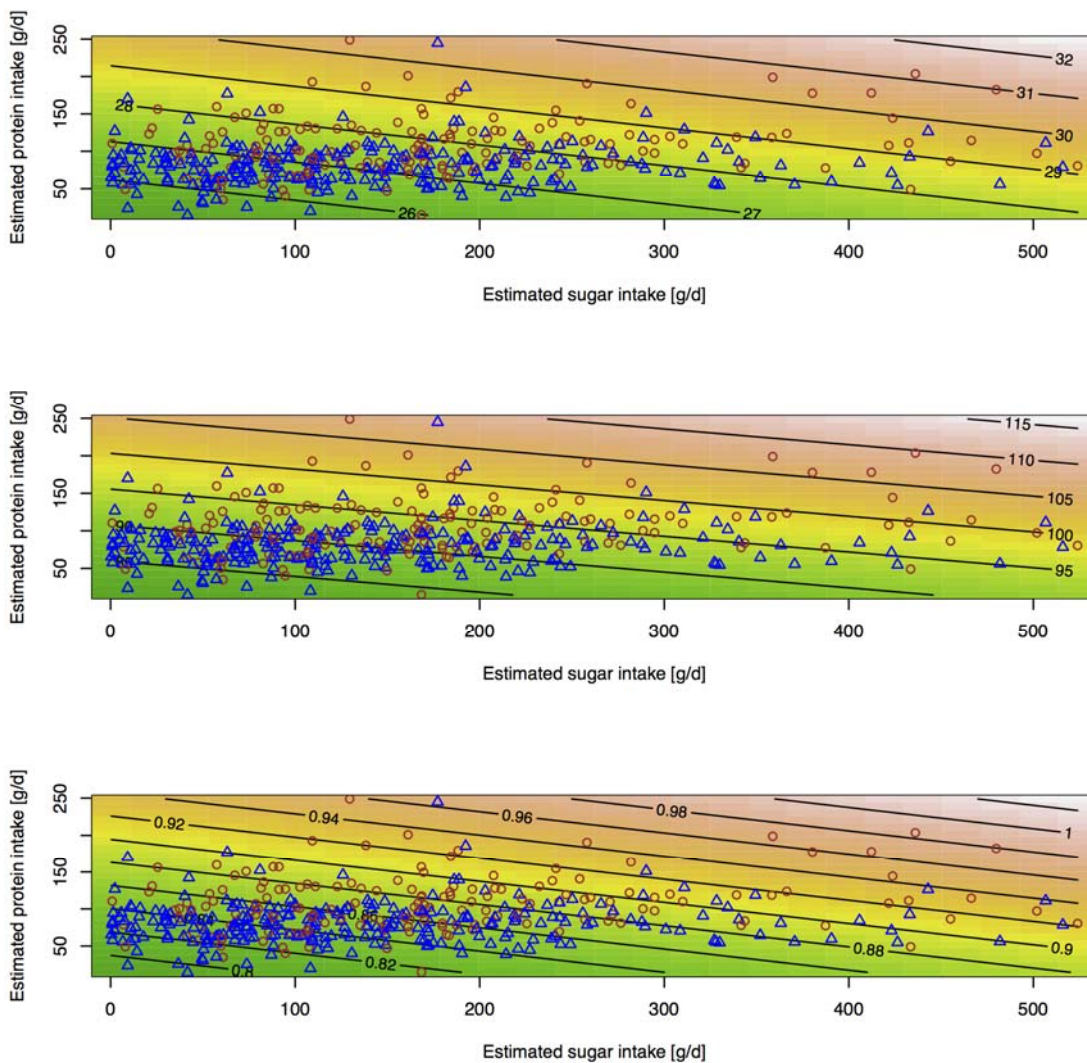 Estimated protein intake [g/d]
250
32
31
150
28
30
29
50
26
27
0 100 200 300 400 500
Estimated sugar intake [g/d]
Estimated protein intake [g/d]
250
115
110
150
105
90
100
95
50
0 100 200 300 400 500
Estimated sugar intake [g/d]
Estimated protein intake [g/d]
250
0.92 0.94 0.96 0.98 1
150
0.86
50
0.88 0.9
0.8 0.82
0 100 200 300 400 500
Estimated sugar intake [g/d]